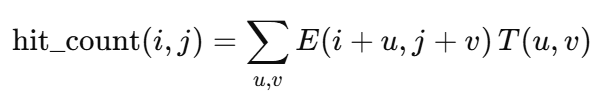 hit_count(i, j) = ∑ E(i + u, j + v) T(u, v)
u,v